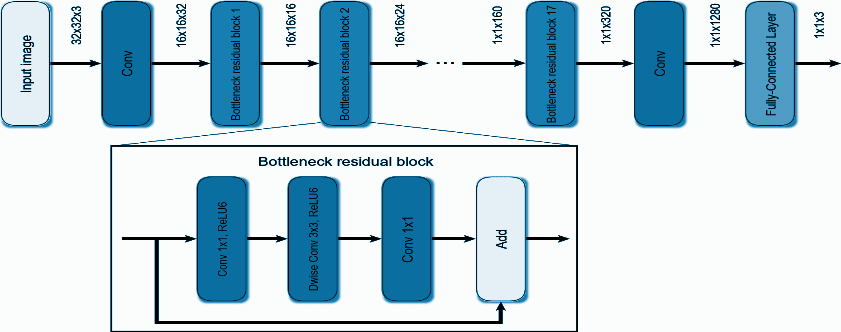 Input image
32x32x3
Conv
16x16x32
Bottleneck residual block 1
16x16x16
Bottleneck residual block 2
16x16x24
...
1x1x160
Bottleneck residual block 17
1x1x320
Conv
1x1x1280
Fully-Connected Layer
1x1x3
Bottleneck residual block
Conv 1x1, ReLU6
Dwise Conv 3x3, ReLU6
Conv 1x1
Add